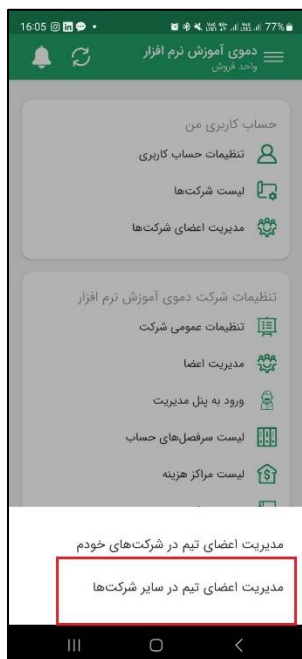 16:05 77%
دموی آموزش نرم افزار
واحد فروش
حساب کاربری من
تنظیمات حساب کاربری
لیست شرکت‌ها
مدیریت اعضای شرکت‌ها
تنظیمات شرکت دموی آموزش نرم افزار
تنظیمات عمومی شرکت
مدیریت اعضا
ورود به پنل مدیریت
لیست سرفصل‌های حساب
لیست مراکز هزینه
مدیریت اعضای تیم در شرکت‌های خودم
مدیریت اعضای تیم در سایر شرکت‌ها